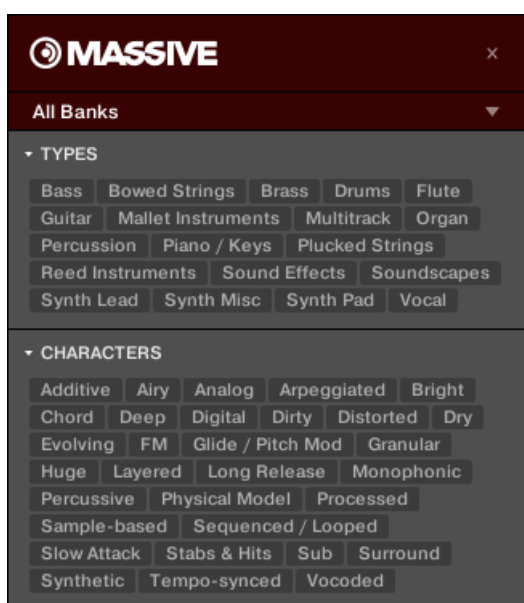 MASSIVE ×
All Banks
TYPES
Bass Bowed Strings Brass Drums Flute
Guitar Mallet Instruments Multitrack Organ
Percussion Piano / Keys Plucked Strings
Reed Instruments Sound Effects Soundscapes
Synth Lead Synth Misc Synth Pad Vocal
CHARACTERS
Additive Airy Analog Arpeggiated Bright
Chord Deep Digital Dirty Distorted Dry
Evolving FM Glide / Pitch Mod Granular
Huge Layered Long Release Monophonic
Percussive Physical Model Processed
Sample-based Sequenced / Looped
Slow Attack Stabs & Hits Sub Surround
Synthetic Tempo-synced Vocoded